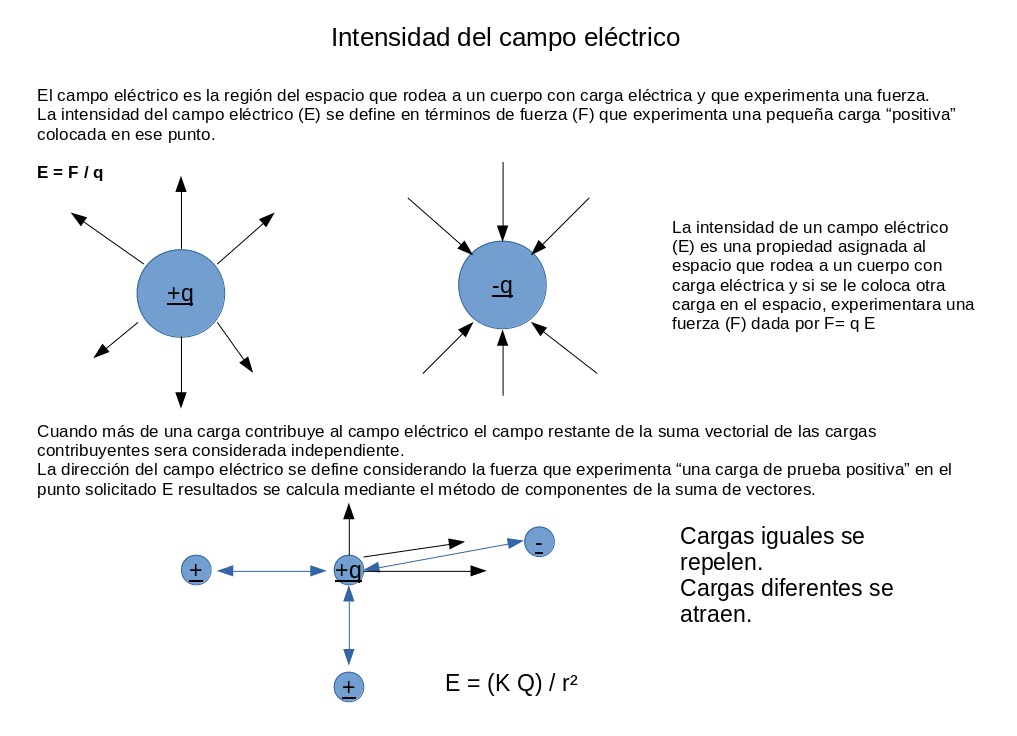 Intensidad del campo eléctrico
El campo eléctrico es la región del espacio que rodea a un cuerpo con carga eléctrica y que experimenta una fuerza.
La intensidad del campo eléctrico (E) se define en términos de fuerza (F) que experimenta una pequeña carga “positiva”
colocada en ese punto.
E = F / q
+q
-q
La intensidad de un campo eléctrico
(E) es una propiedad asignada al
espacio que rodea a un cuerpo con
carga eléctrica y si se le coloca otra
carga en el espacio, experimentara una
fuerza (F) dada por F= q E
Cuando más de una carga contribuye al campo eléctrico el campo restante de la suma vectorial de las cargas
contribuyentes sera considerada independiente.
La dirección del campo eléctrico se define considerando la fuerza que experimenta “una carga de prueba positiva” en el
punto solicitado E resultados se calcula mediante el método de componentes de la suma de vectores.
+
+q
-
+
Cargas iguales se
repelen.
Cargas diferentes se
atraen.
E = (K Q) / r²